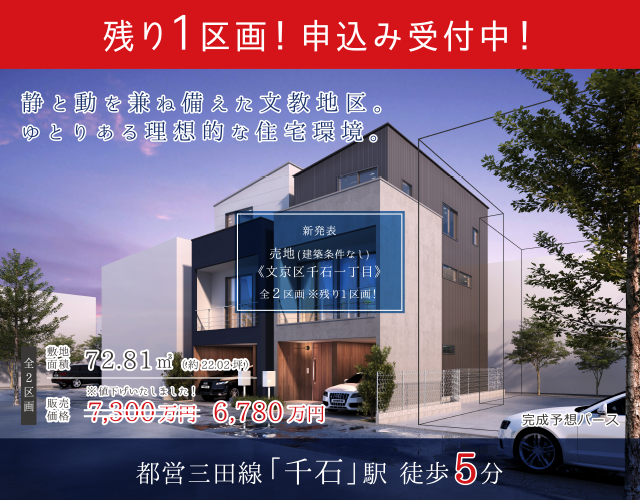 残り1区画！申込み受付中！
静と動を兼ね備えた文教地区。
ゆとりある理想的な住宅環境。
新発表
売地(建築条件なし)
《文京区千石一丁目》
全2区画 ※残り1区画！
全2区画
敷地面積 72.81㎡ (約22.02坪)
※値下げいたしました！
販売価格 7,300万円 6,780万円
完成予想パース
都営三田線「千石」駅 徒歩5分